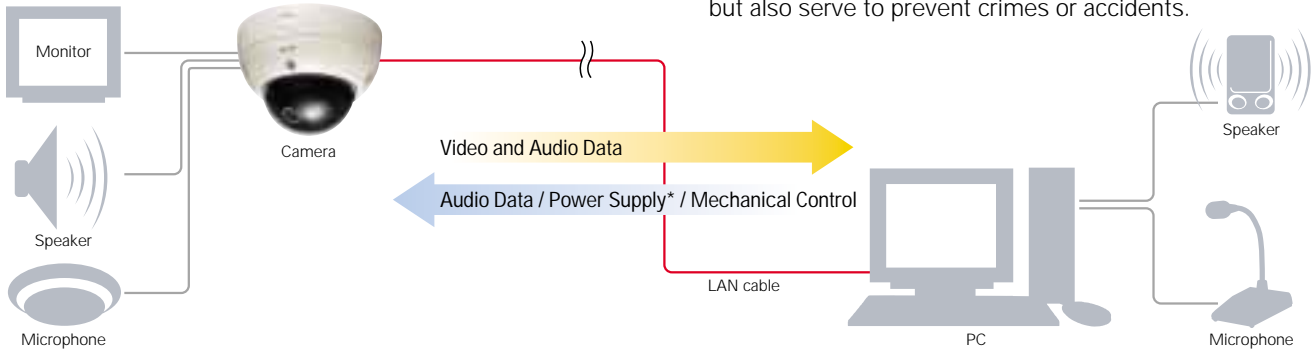 but also serve to prevent crimes or accidents.
Monitor
Camera
Speaker
Video and Audio Data
Audio Data / Power Supply* / Mechanical Control
Speaker
LAN cable
Microphone
PC
Microphone